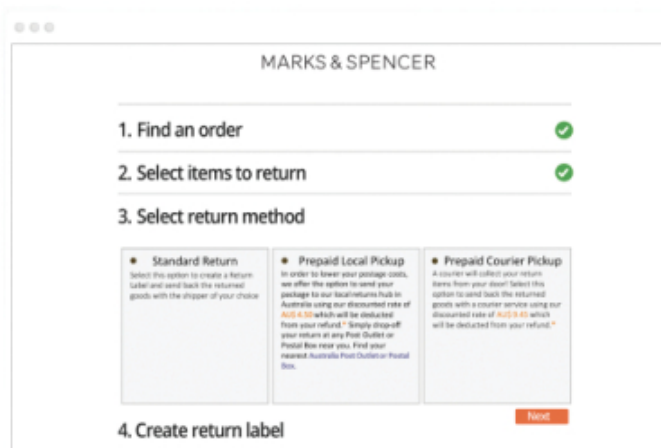 MARKS & SPENCER
1. Find an order
2. Select items to return
3. Select return method
Standard Return
Select this option to create a Return
Label and send back the returned
goods with the shipper of your choice
Prepaid Local Pickup
In order to lower your postage costs,
we offer the option to send your
package to our local returns hub in
Australia using our discounted rate of
AU$ 4.50 which will be deducted
from your refund.* Simply drop-off
your return at any Post Outlet or
Postal Box near you. Find your
nearest Australia Post Outlet or Postal
Box.
Prepaid Courier Pickup
A courier will collect your return
items from your door! Select this
option to send back the returned
goods with a courier service using our
discounted rate of AU$ 9.45 which
will be deducted from your refund.*
Next
4. Create return label